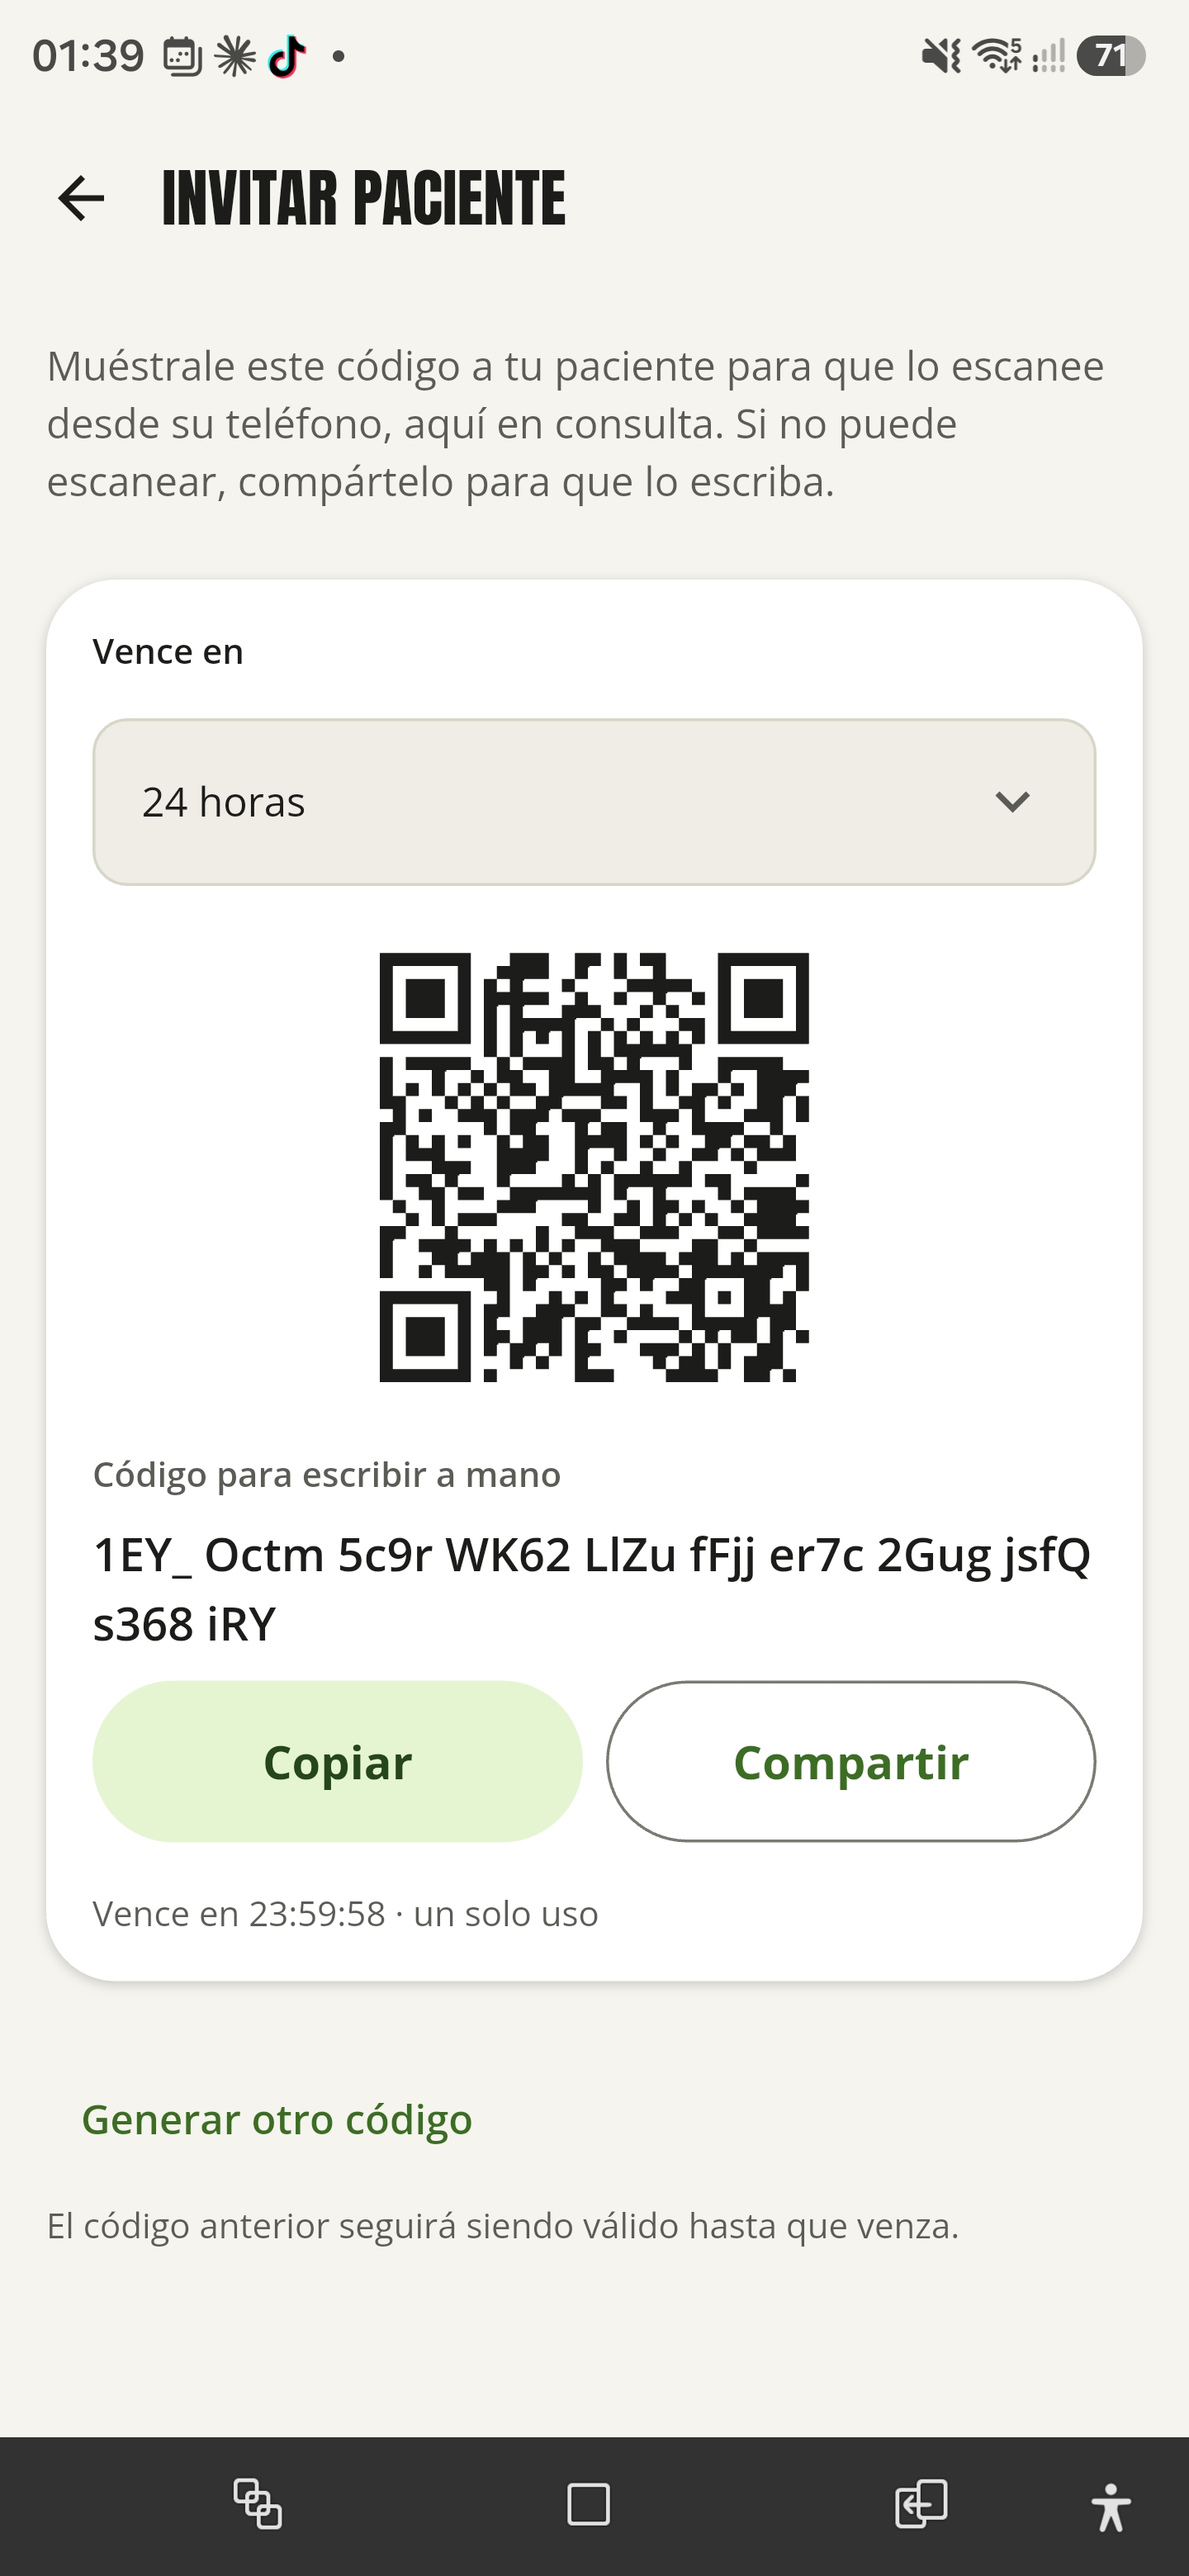 01:39
5
71
INVITAR PACIENTE
Muéstrale este código a tu paciente para que lo escanee
desde su teléfono, aquí en consulta. Si no puede
escanear, compártelo para que lo escriba.
Vence en
24 horas
Código para escribir a mano
1EY_ Octm 5c9r WK62 LlZu fFjj er7c 2Gug jsfQ
s368 iRY
Copiar
Compartir
Vence en 23:59:58 · un solo uso
Generar otro código
El código anterior seguirá siendo válido hasta que venza.